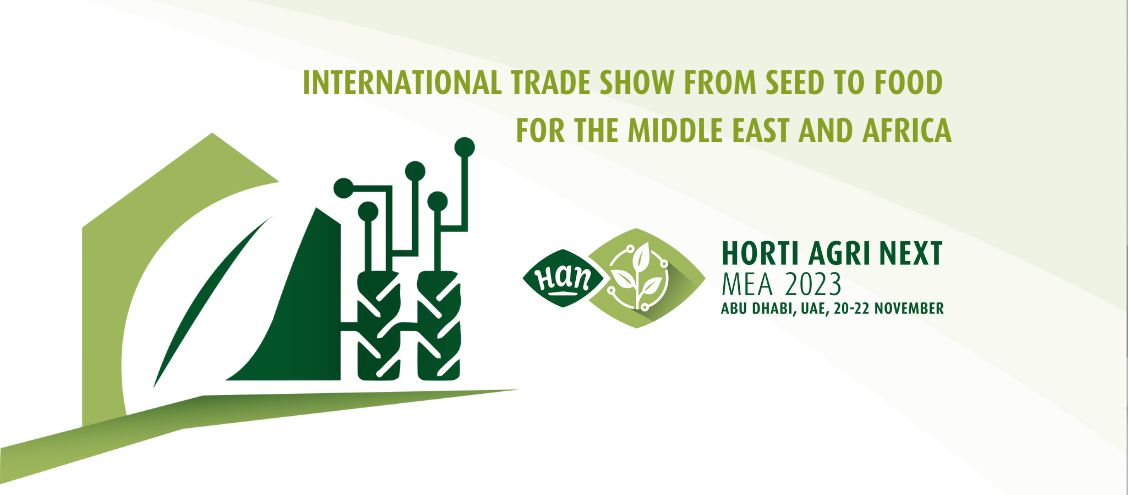 INTERNATIONAL TRADE SHOW FROM SEED TO FOOD
FOR THE MIDDLE EAST AND AFRICA
Han
HORTI AGRI NEXT
MEA 2023
ABU DHABI, UAE, 20-22 NOVEMBER